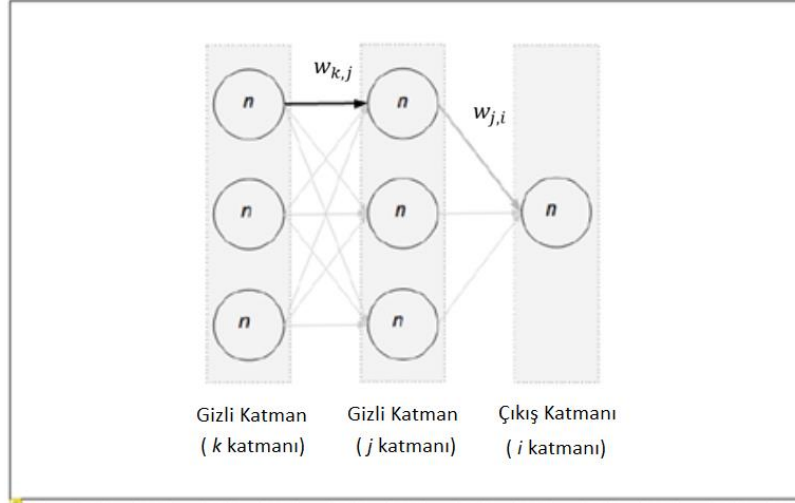 w_{k,j}
w_{j,i}
n n
n n n
n n
Gizli Katman Gizli Katman Çıkış Katmanı
( k katmanı) ( j katmanı) ( i katmanı)